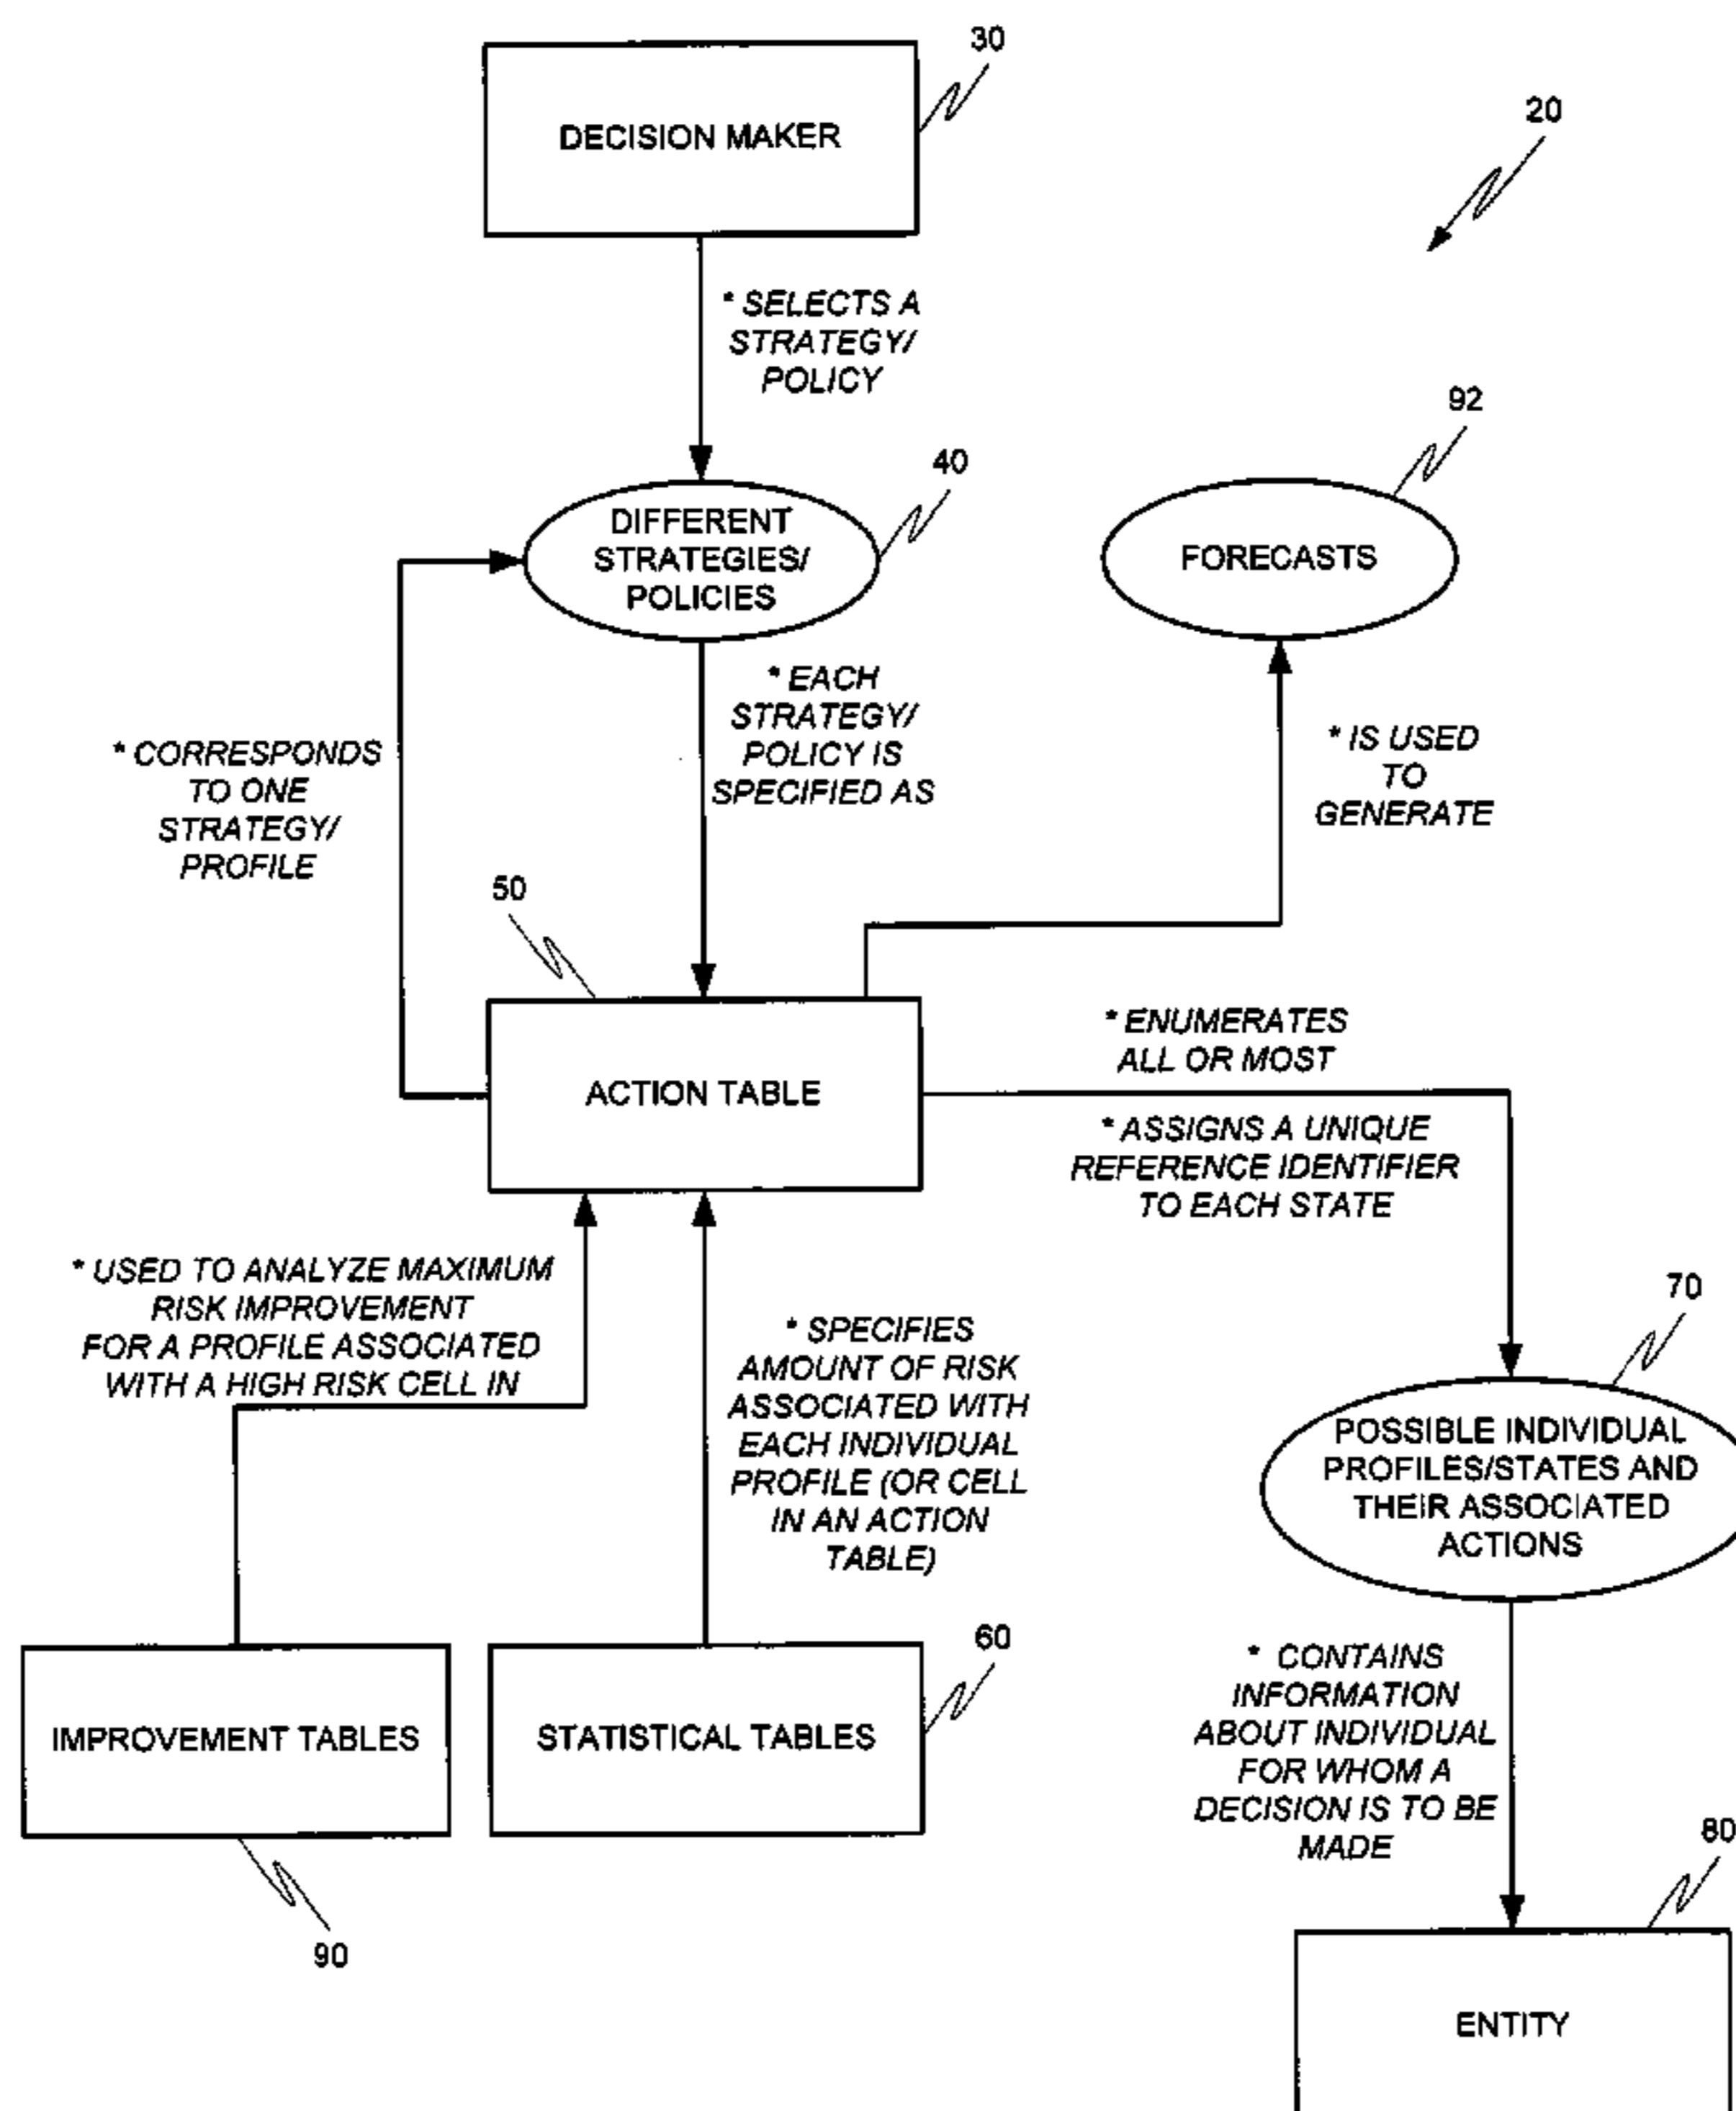 30
DECISION MAKER
20
* SELECTS A
STRATEGY/
POLICY
92
40
DIFFERENT
STRATEGIES/
POLICIES
FORECASTS
* EACH
STRATEGY/
POLICY IS
SPECIFIED AS
* IS USED
TO
GENERATE
* CORRESPONDS
TO ONE
STRATEGY/
PROFILE
50
ACTION TABLE
* ENUMERATES
ALL OR MOST
* ASSIGNS A UNIQUE
REFERENCE IDENTIFIER
TO EACH STATE
* USED TO ANALYZE MAXIMUM
RISK IMPROVEMENT
FOR A PROFILE ASSOCIATED
WITH A HIGH RISK CELL IN
* SPECIFIES
AMOUNT OF RISK
ASSOCIATED WITH
EACH INDIVIDUAL
PROFILE (OR CELL
IN AN ACTION
TABLE)
70
POSSIBLE INDIVIDUAL
PROFILES/STATES AND
THEIR ASSOCIATED
ACTIONS
60
IMPROVEMENT TABLES
STATISTICAL TABLES
* CONTAINS
INFORMATION
ABOUT INDIVIDUAL
FOR WHOM A
DECISION IS TO BE
MADE
90
80
ENTITY